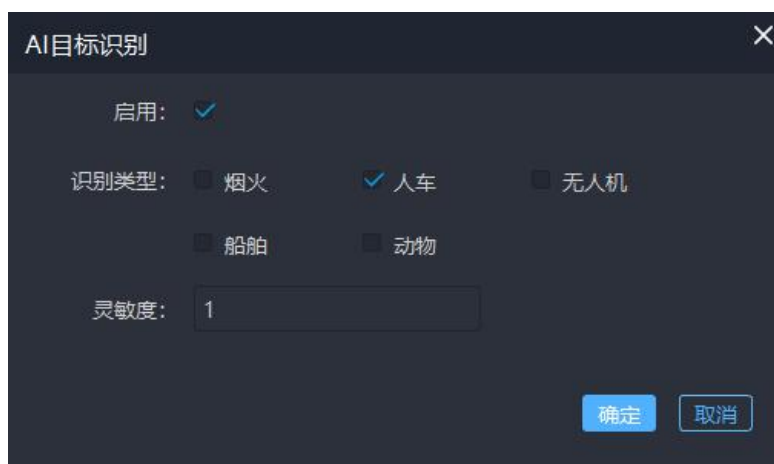 AI目标识别
启用：
识别类型： 烟火 人车 无人机
船舶 动物
灵敏度： 1
确定 取消